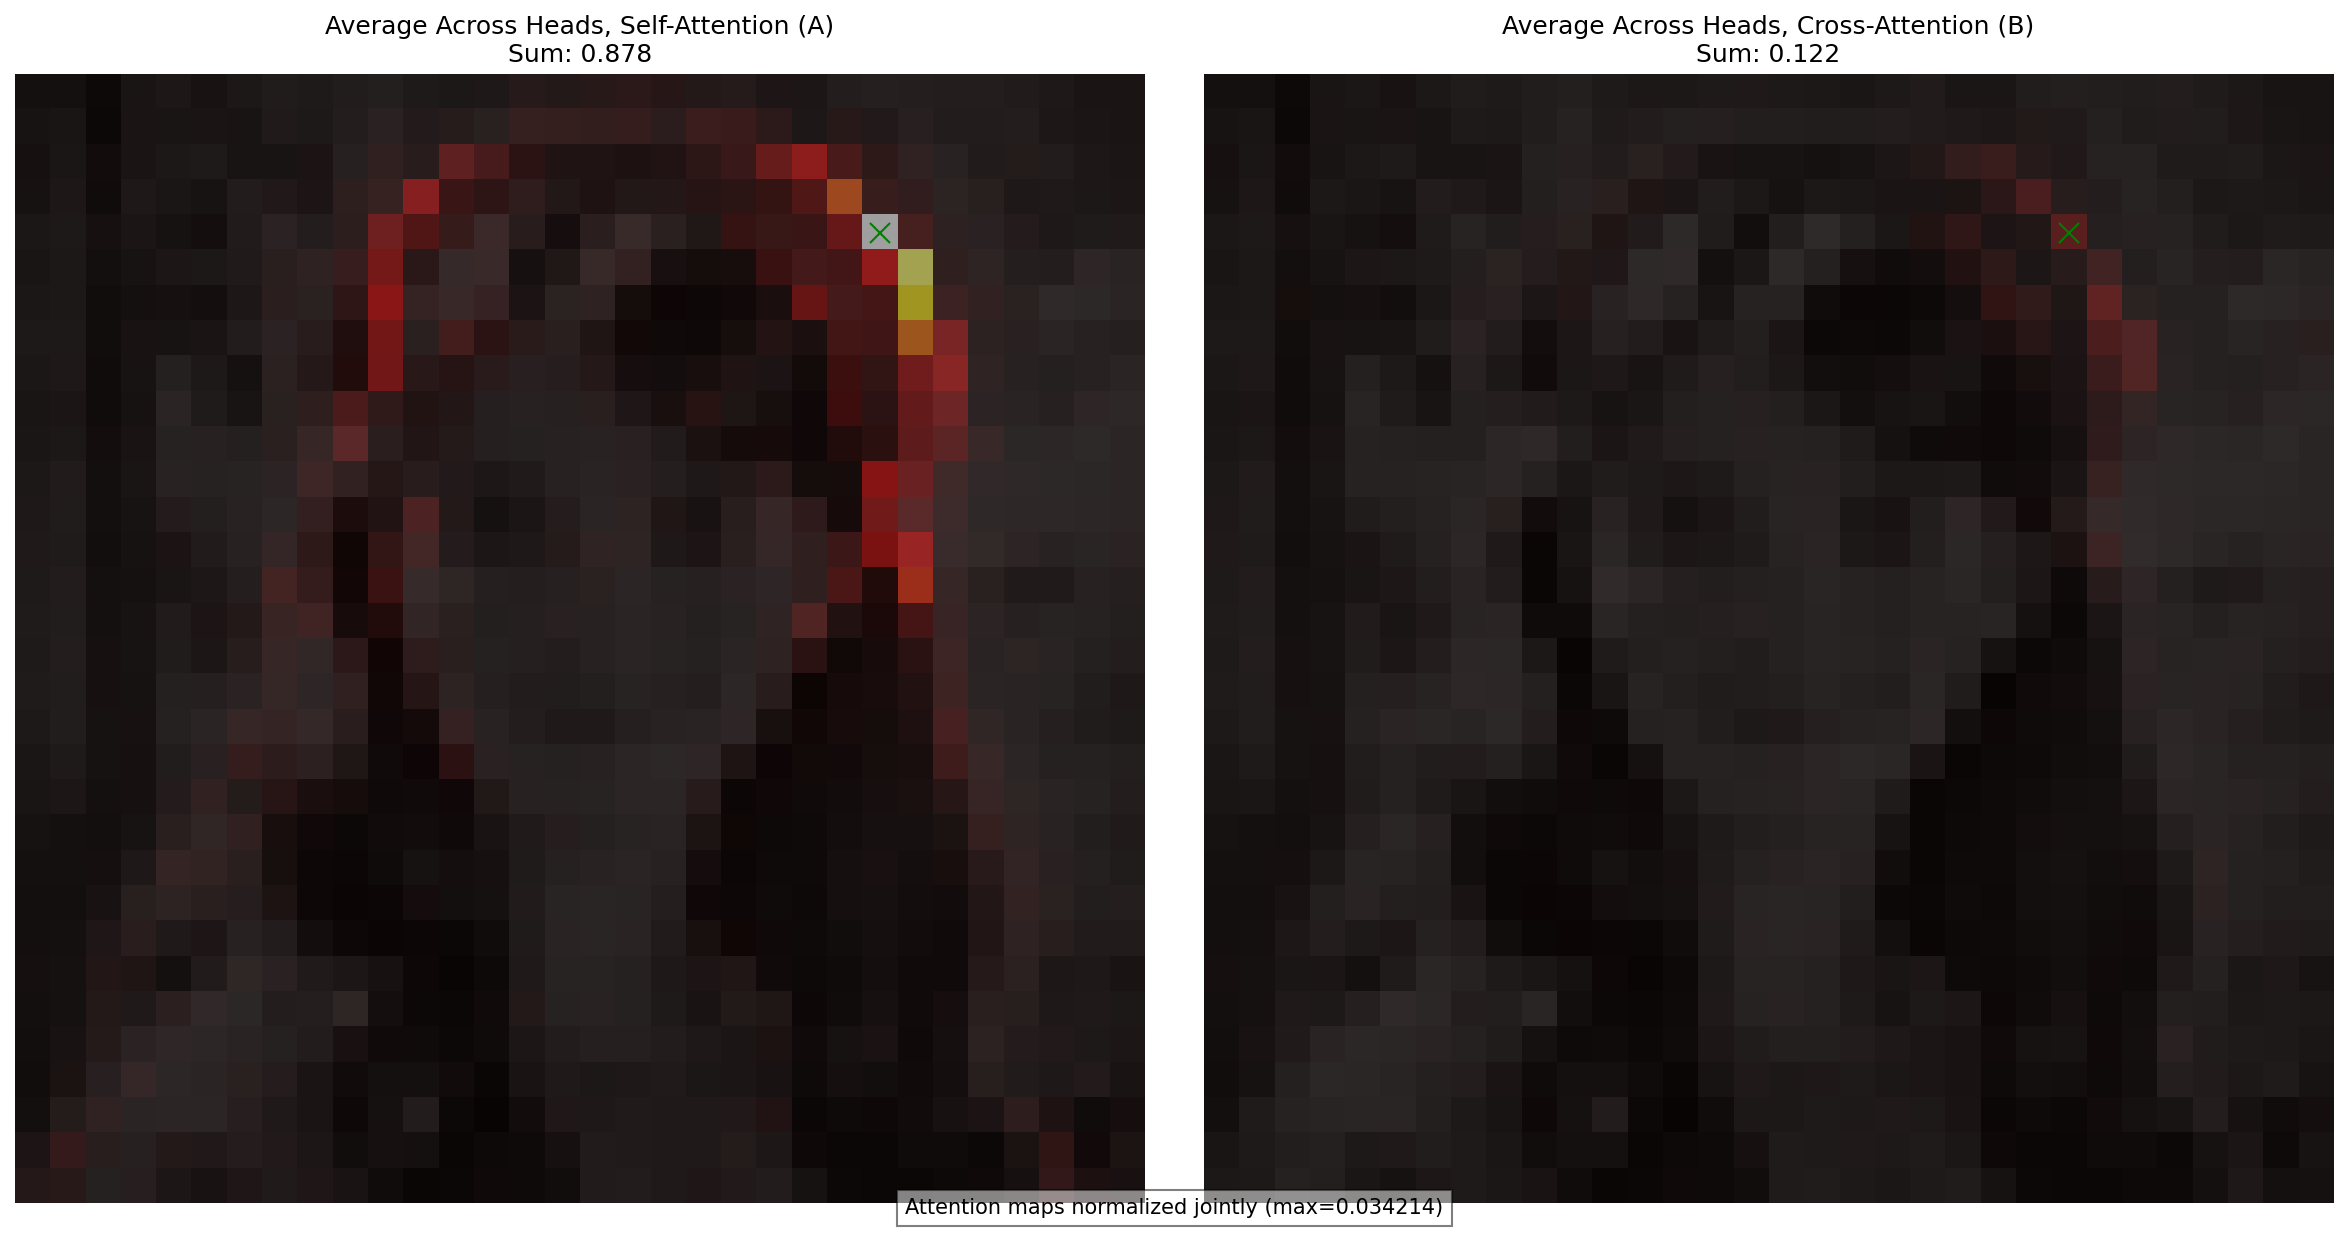 Average Across Heads, Self-Attention (A)
Sum: 0.878
Average Across Heads, Cross-Attention (B)
Sum: 0.122
Attention maps normalized jointly (max=0.034214)